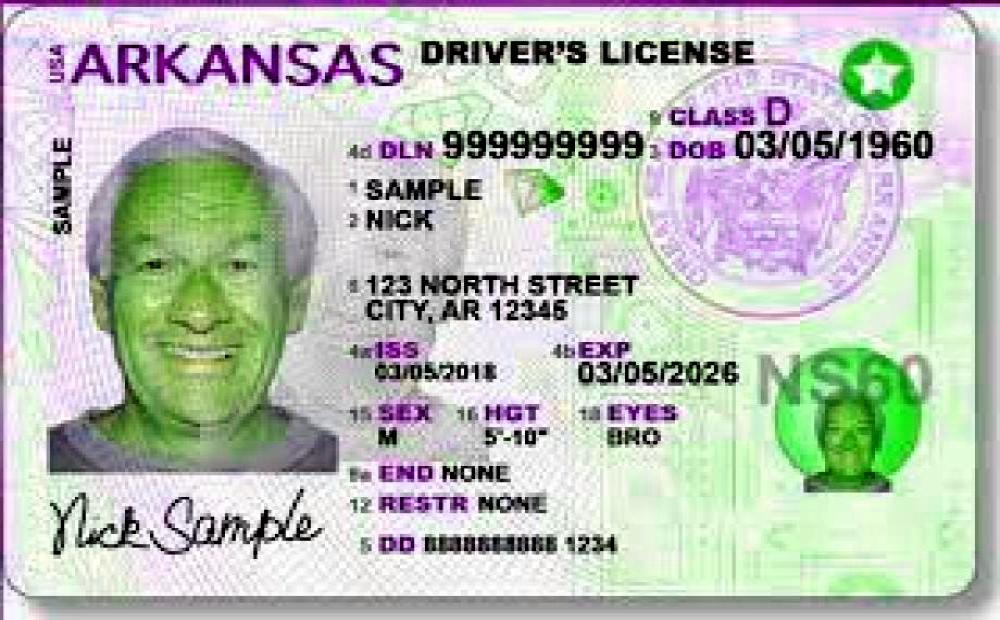 USA ARKANSAS DRIVER'S LICENSE
9 CLASS D
4d DLN 999999999 3 DOB 03/05/1960
SAMPLE
1 SAMPLE
2 NICK
8 123 NORTH STREET
CITY, AR 12345
4a ISS 4b EXP
03/05/2018 03/05/2026
NS60
15 SEX 16 HGT 18 EYES
M 5'-10" BRO
9a END NONE
12 RESTR NONE
Nick Sample
5 DD 8888888888 1234